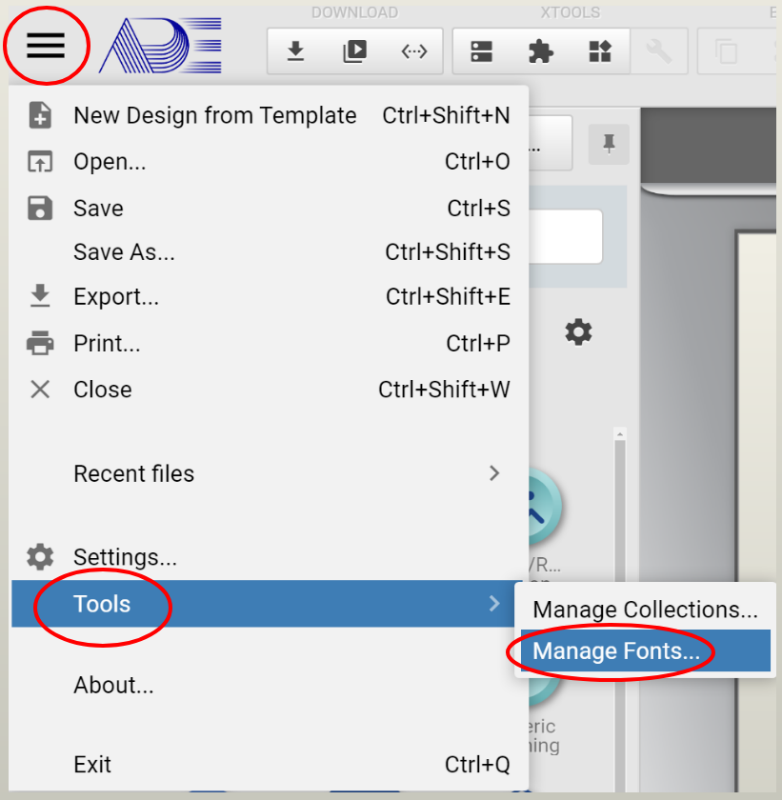 DOWNLOAD XTOOLS
ADE
New Design from Template Ctrl+Shift+N
Open... Ctrl+O
Save Ctrl+S
Save As... Ctrl+Shift+S
Export... Ctrl+Shift+E
Print... Ctrl+P
Close Ctrl+Shift+W
Recent files
Settings...
/R...
Tools
Manage Collections...
Manage Fonts...
About...
Exit Ctrl+Q